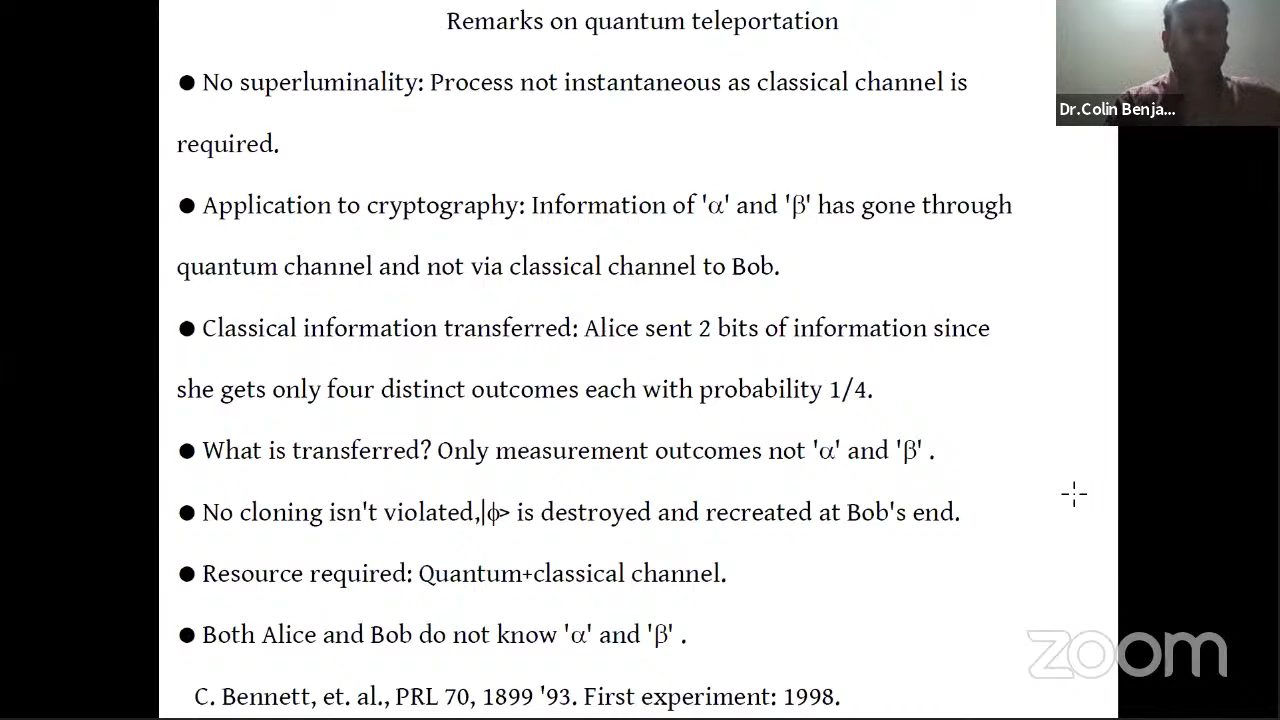 Remarks on quantum teleportation
Dr.Colin Benja...
● No superluminality: Process not instantaneous as classical channel is
required.
● Application to cryptography: Information of 'α' and 'β' has gone through
quantum channel and not via classical channel to Bob.
● Classical information transferred: Alice sent 2 bits of information since
she gets only four distinct outcomes each with probability 1/4.
● What is transferred? Only measurement outcomes not 'α' and 'β' .
● No cloning isn't violated,|ϕ> is destroyed and recreated at Bob's end.
● Resource required: Quantum+classical channel.
● Both Alice and Bob do not know 'α' and 'β' .
zoom
C. Bennett, et. al., PRL 70, 1899 '93. First experiment: 1998.